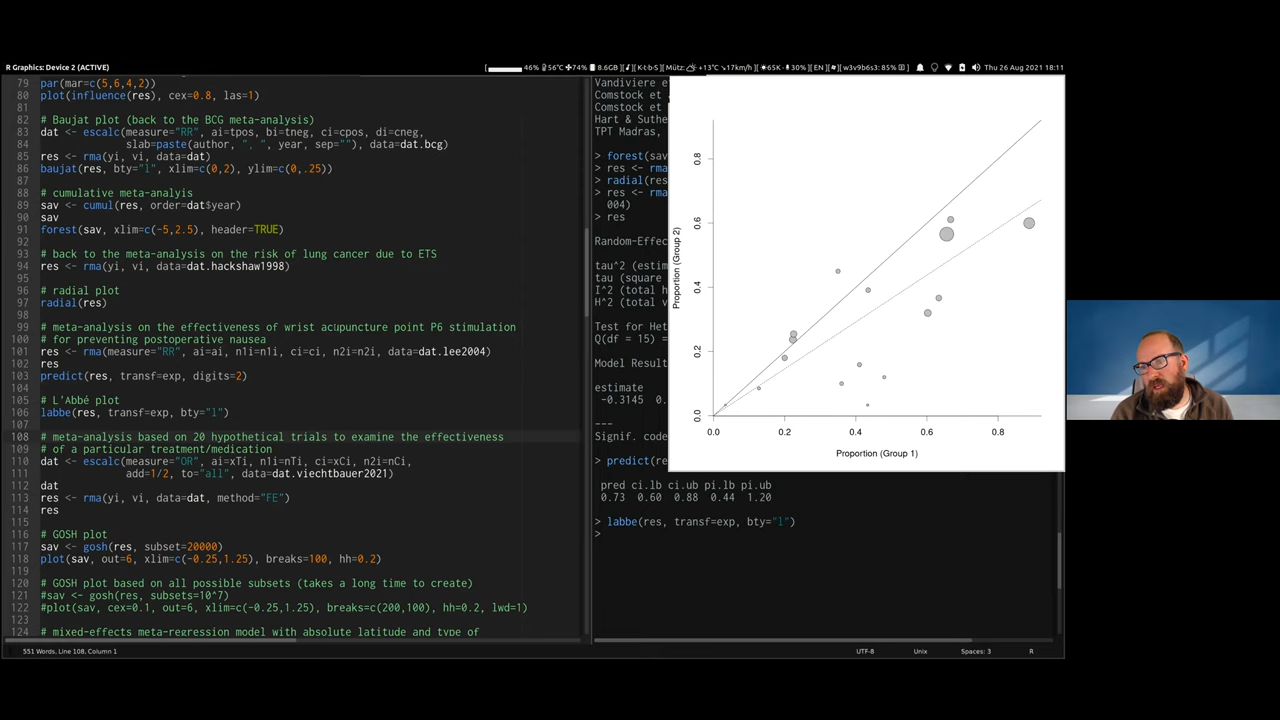 R Graphics: Device 2 (ACTIVE)
46% 56°C 74% 8.6GB K·t·b·S Mütz: +13°C 17km/h 65K 30% EN w3v9b6s3: 85% Thu 26 Aug 2021 18:11
79 par(mar=c(5,6,4,2))
80 plot(influence(res), cex=0.8, las=1)
81
82 # Baujat plot (back to the BCG meta-analysis)
83 dat <- escalc(measure="RR", ai=tpos, bi=tneg, ci=cpos, di=cneg,
84 slab=paste(author, ", ", year, sep=""), data=dat.bcg)
85 res <- rma(yi, vi, data=dat)
86 baujat(res, bty="l", xlim=c(0,2), ylim=c(0,.25))
87
88 # cumulative meta-analyis
89 sav <- cumul(res, order=dat$year)
90 sav
91 forest(sav, xlim=c(-5,2.5), header=TRUE)
92
93 # back to the meta-analysis on the risk of lung cancer due to ETS
94 res <- rma(yi, vi, data=dat.hackshaw1998)
95
96 # radial plot
97 radial(res)
98
99 # meta-analysis on the effectiveness of wrist acupuncture point P6 stimulation
100 # for preventing postoperative nausea
101 res <- rma(measure="RR", ai=ai, n1i=n1i, ci=ci, n2i=n2i, data=dat.lee2004)
102 res
103 predict(res, transf=exp, digits=2)
104
105 # L'Abbé plot
106 labbe(res, transf=exp, bty="l")
107
108 # meta-analysis based on 20 hypothetical trials to examine the effectiveness
109 # of a particular treatment/medication
110 dat <- escalc(measure="OR", ai=xTi, n1i=nTi, ci=xCi, n2i=nCi,
111 add=1/2, to="all", data=dat.viechtbauer2021)
112 dat
113 res <- rma(yi, vi, data=dat, method="FE")
114 res
115
116 # GOSH plot
117 sav <- gosh(res, subset=20000)
118 plot(sav, out=6, xlim=c(-0.25,1.25), breaks=100, hh=0.2)
119
120 # GOSH plot based on all possible subsets (takes a long time to create)
121 #sav <- gosh(res, subsets=10^7)
122 #plot(sav, cex=0.1, out=6, xlim=c(-0.25,1.25), breaks=c(200,100), hh=0.2, lwd=1)
123
124 # mixed-effects meta-regression model with absolute latitude and type of
Vandiviere e
Comstock et
Comstock et
Hart & Suthe
TPT Madras,
> forest(sav
> res <- rma
> radial(res
> res <- rma
004)
> res
Random-Effec
tau^2 (estim
tau (square
I^2 (total h
H^2 (total v
Test for Het
Q(df = 15) =
Model Result
estimate
-0.3145 0.
---
Signif. code
> predict(re
pred ci.lb ci.ub pi.lb pi.ub
0.73 0.60 0.88 0.44 1.20
> labbe(res, transf=exp, bty="l")
>
Proportion (Group 2)
0.8
0.6
0.4
0.2
0.0
0.0 0.2 0.4 0.6 0.8
Proportion (Group 1)
551 Words, Line 108, Column 1
UTF-8 Unix Spaces: 3 R